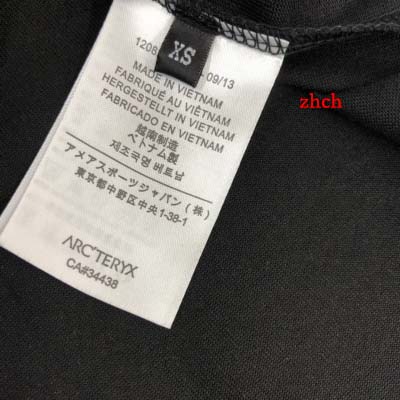 XS
1208 09/13
MADE IN VIETNAM
FABRIQUÉ AU VIETNAM
HERGESTELLT IN VIETNAM
FABRICADO EN VIETNAM
越南制造
ベトナム製
제조국명 베트남
アメアスポーツジャパン(株)
東京都中野区中央1-38-1
ARC'TERYX
CA#34438
zhch